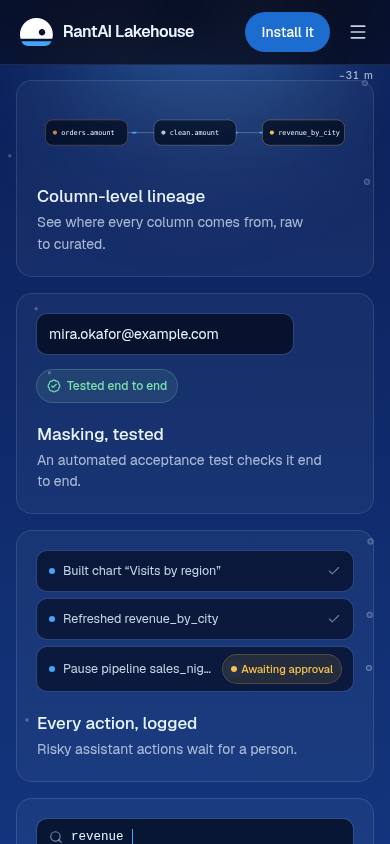 RantAI Lakehouse
Install it
−31 m
orders.amount
clean.amount
revenue_by_city
Column-level lineage
See where every column comes from, raw
to curated.
mira.okafor@example.com
Tested end to end
Masking, tested
An automated acceptance test checks it end
to end.
Built chart “Visits by region”
Refreshed revenue_by_city
Pause pipeline sales_nig…
Awaiting approval
Every action, logged
Risky assistant actions wait for a person.
revenue